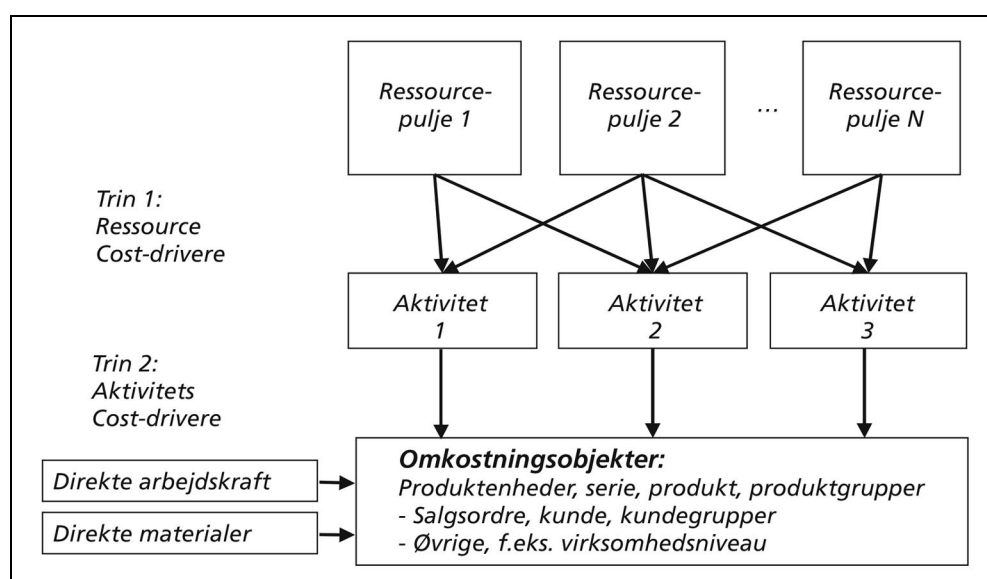 Ressource-
pulje 1
Ressource-
pulje 2
...
Ressource-
pulje N
Trin 1:
Ressource
Cost-drivere
Aktivitet
1
Aktivitet
2
Aktivitet
3
Trin 2:
Aktivitets
Cost-drivere
Direkte arbejdskraft
Direkte materialer
Omkostningsobjekter:
Produktenheder, serie, produkt, produktgrupper
- Salgsordre, kunde, kundegrupper
- Øvrige, f.eks. virksomhedsniveau